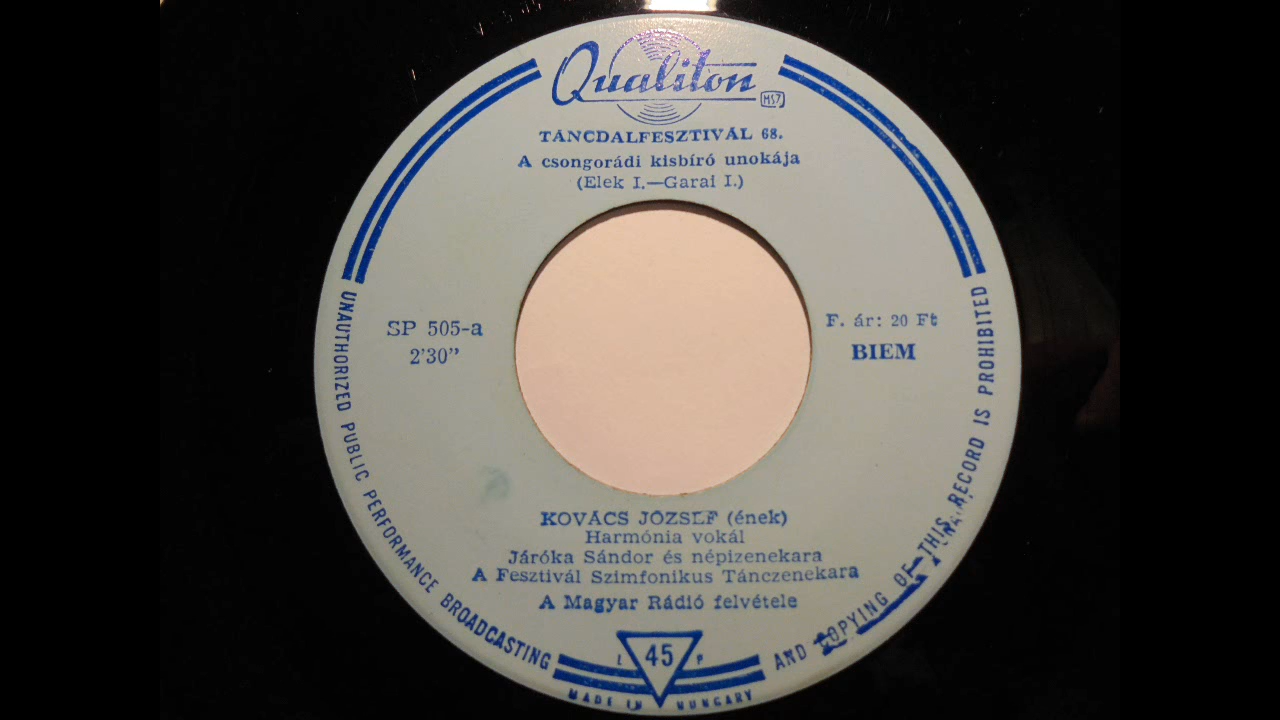 Qualiton
MSZ
TÁNCDALFESZTIVÁL 68.
A csongorádi kisbíró unokája
(Elek I.—Garai I.)
SP 505-a
2'30"
F. ár: 20 Ft
BIEM
KOVÁCS JÓZSEF (ének)
Harmónia vokál
Járóka Sándor és népizenekara
A Fesztivál Szimfonikus Tánczenekara
A Magyar Rádió felvétele
UNAUTHORIZED PUBLIC PERFORMANCE BROADCASTING AND COPYING OF THIS RECORD IS PROHIBITED
L 45 P
MADE IN HUNGARY